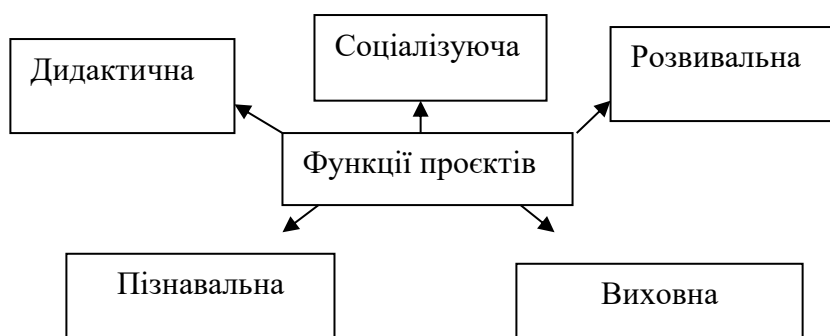 Соціалізуюча
Дидактична
Розвивальна
Функції проєктів
Пізнавальна
Виховна